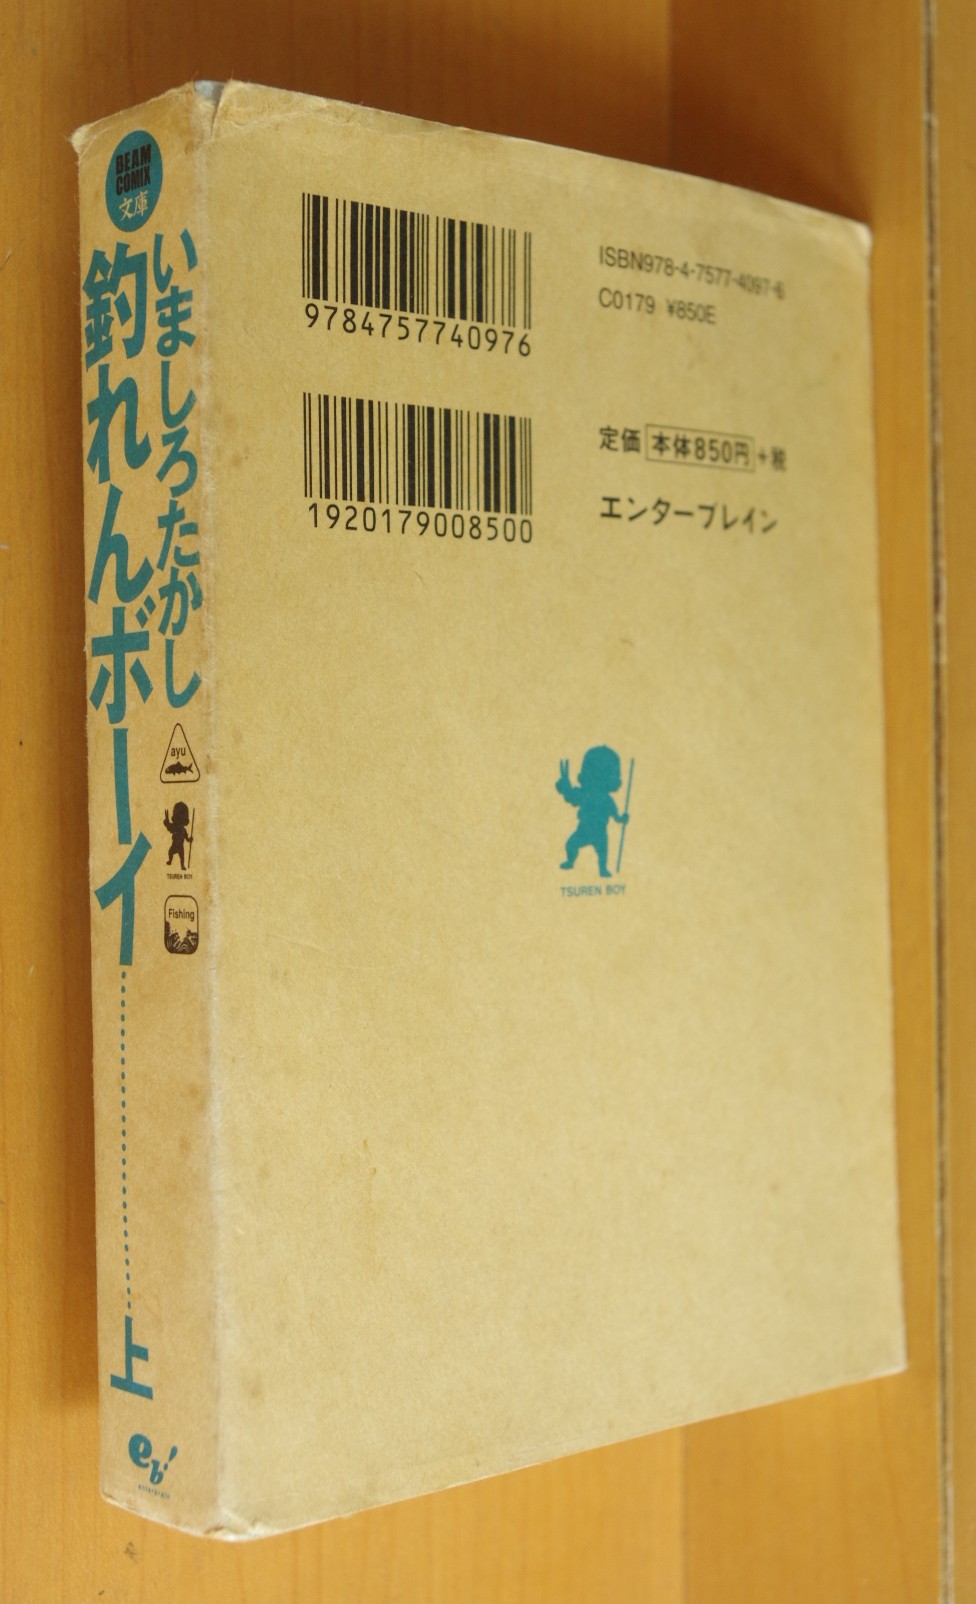 BEAM
COMIX
文庫
いましろたかし
釣れんボーイ
ayu
TSUREN BOY
Fishing
上
eb!
9784757740976
ISBN978-4-7577-4097-6
C0179 ¥850E
1920179008500
定価 本体850円 +税
エンターブレイン
TSUREN BOY